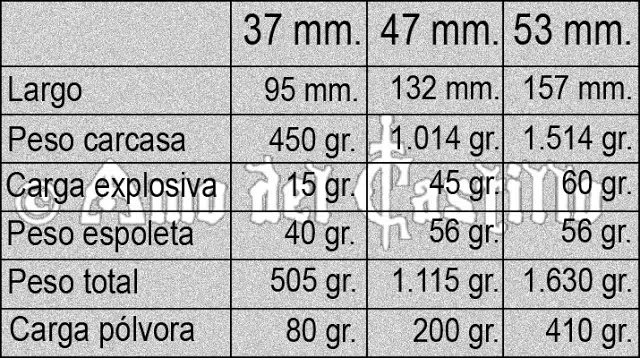 37 mm. 47 mm. 53 mm.
Largo 95 mm. 132 mm. 157 mm.
Peso carcasa 450 gr. 1.014 gr. 1.514 gr.
Carga explosiva 15 gr. 45 gr. 60 gr.
© Amo del Castillo
Peso espoleta 40 gr. 56 gr. 56 gr.
Peso total 505 gr. 1.115 gr. 1.630 gr.
Carga pólvora 80 gr. 200 gr. 410 gr.